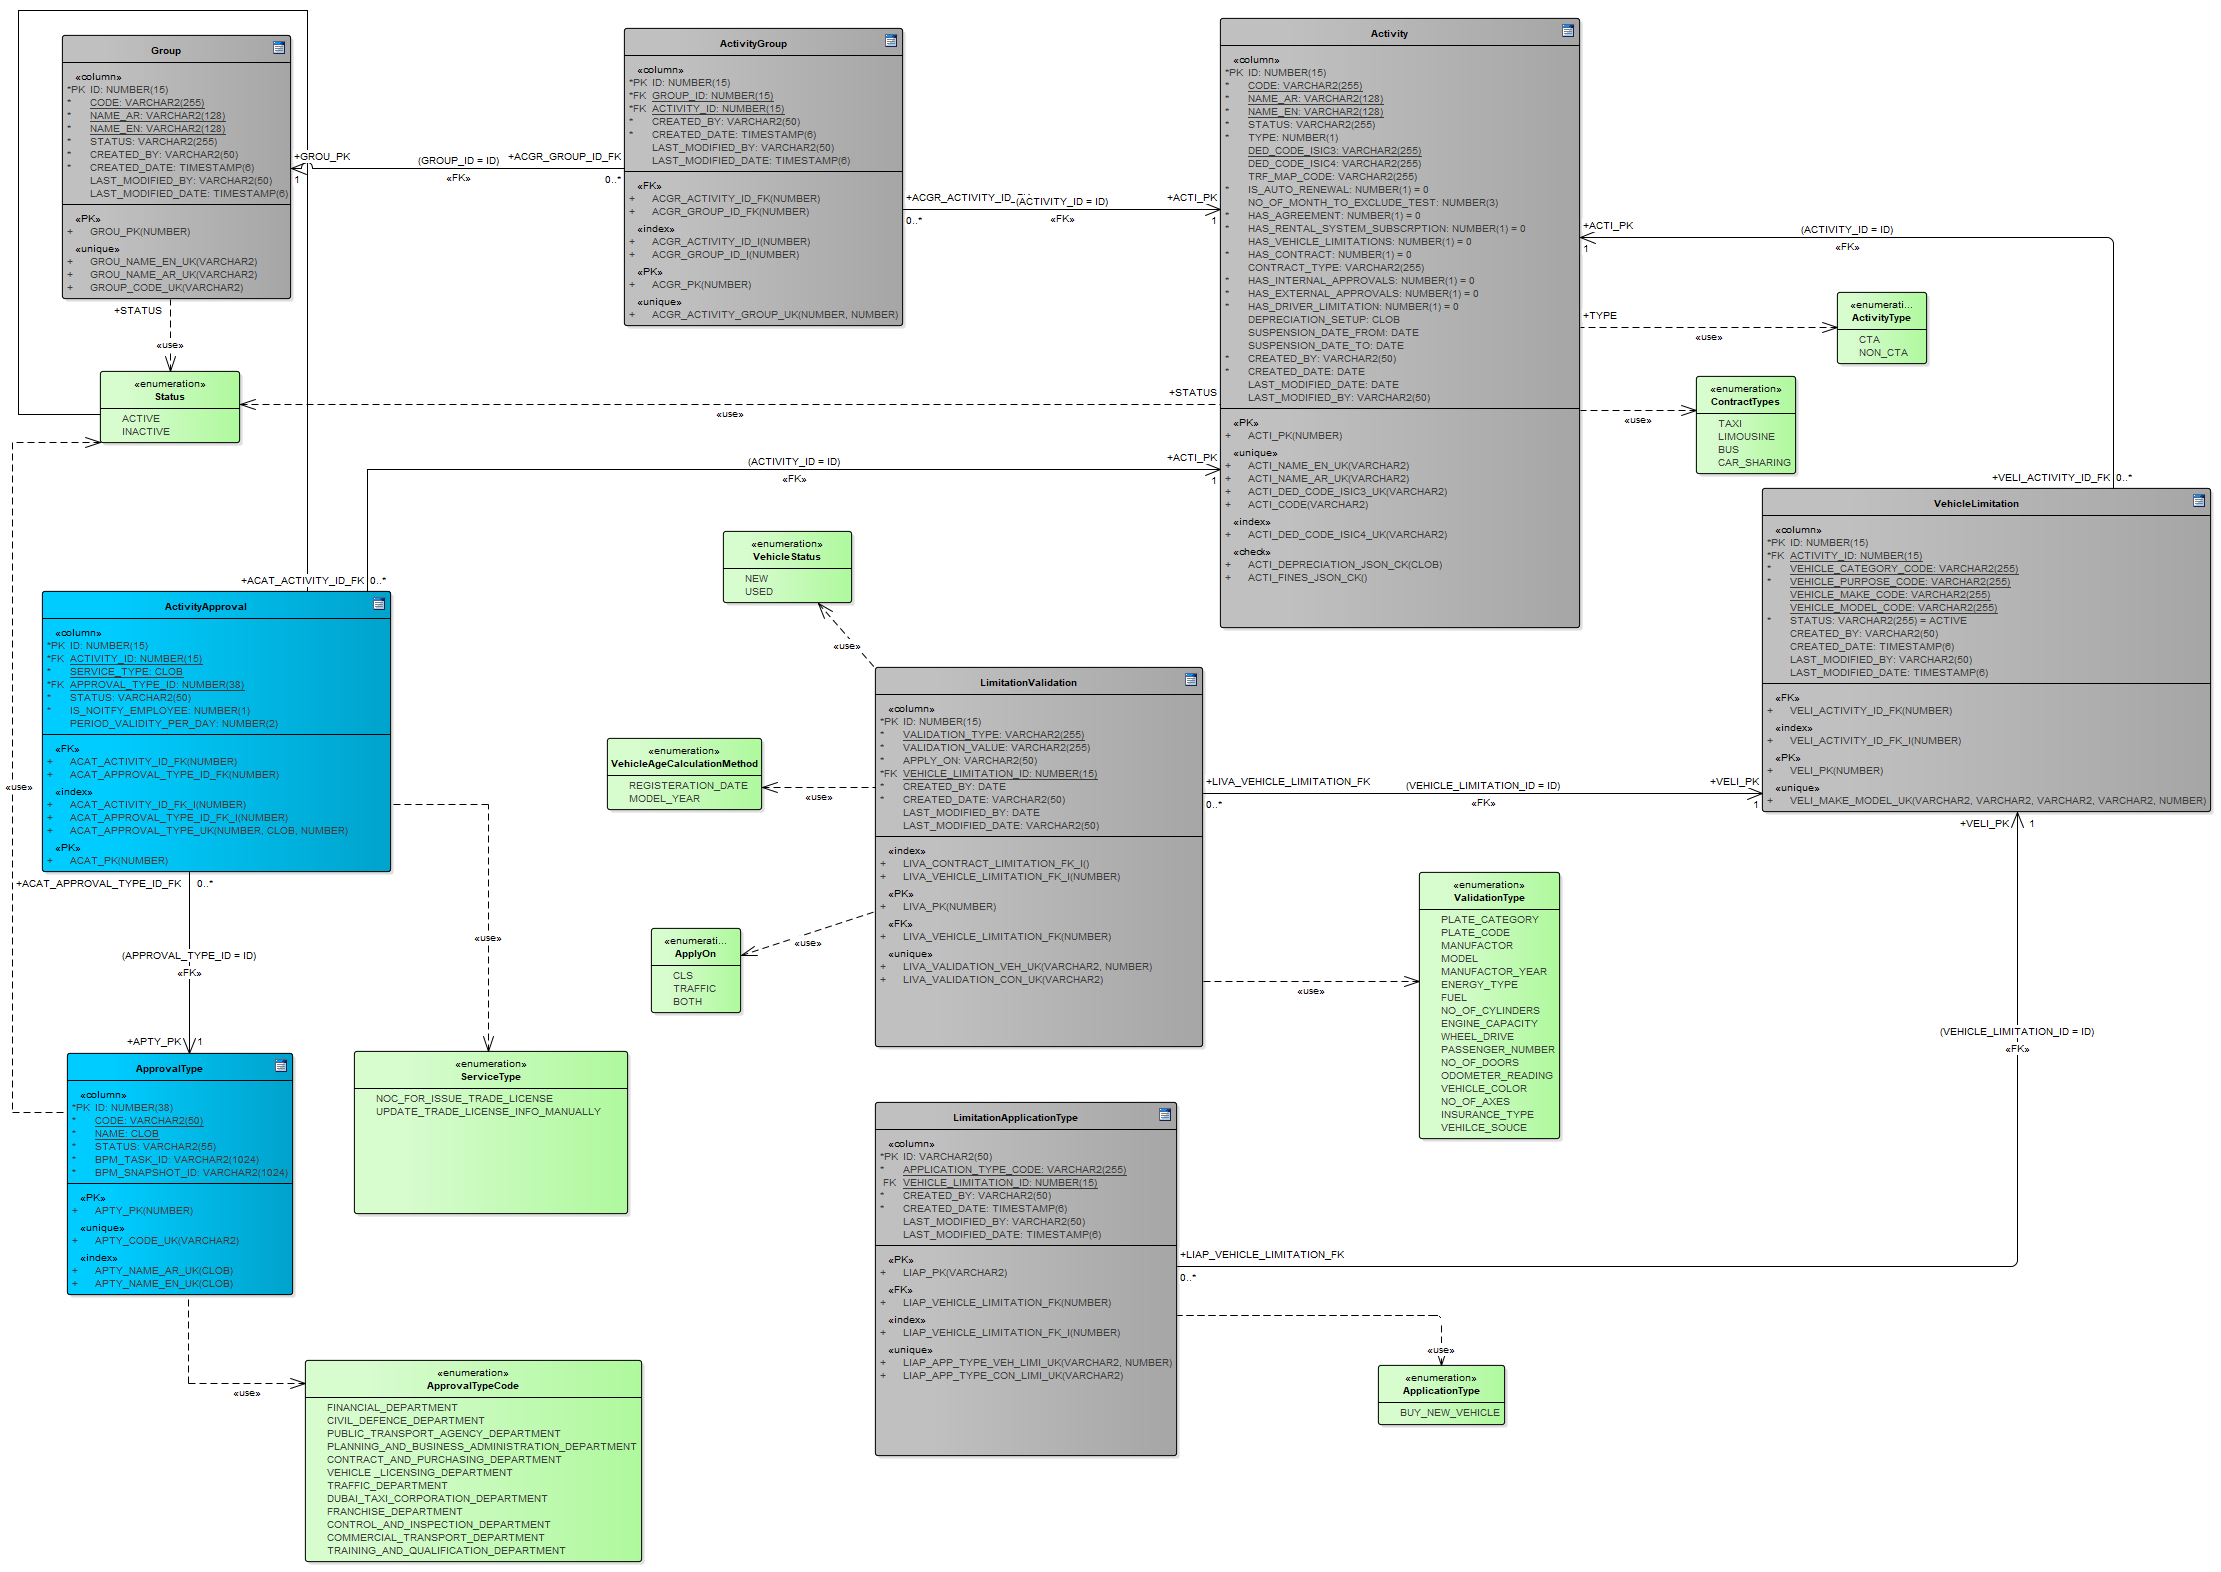 Group
«column»
*PK ID: NUMBER(15)
* CODE: VARCHAR2(255)
* NAME_AR: VARCHAR2(128)
* NAME_EN: VARCHAR2(128)
* STATUS: VARCHAR2(255)
* CREATED_BY: VARCHAR2(50)
* CREATED_DATE: TIMESTAMP(6)
LAST_MODIFIED_BY: VARCHAR2(50)
LAST_MODIFIED_DATE: TIMESTAMP(6)
«PK»
+ GROU_PK(NUMBER)
«unique»
+ GROU_NAME_EN_UK(VARCHAR2)
+ GROU_NAME_AR_UK(VARCHAR2)
+ GROUP_CODE_UK(VARCHAR2)
+GROU_PK
1
(GROUP_ID = ID)
«FK»
+ACGR_GROUP_ID_FK
0..*
ActivityGroup
«column»
*PK ID: NUMBER(15)
*FK GROUP_ID: NUMBER(15)
*FK ACTIVITY_ID: NUMBER(15)
* CREATED_BY: VARCHAR2(50)
* CREATED_DATE: TIMESTAMP(6)
LAST_MODIFIED_BY: VARCHAR2(50)
LAST_MODIFIED_DATE: TIMESTAMP(6)
«FK»
+ ACGR_ACTIVITY_ID_FK(NUMBER)
+ ACGR_GROUP_ID_FK(NUMBER)
«index»
+ ACGR_ACTIVITY_ID_I(NUMBER)
+ ACGR_GROUP_ID_I(NUMBER)
«PK»
+ ACGR_PK(NUMBER)
«unique»
+ ACGR_ACTIVITY_GROUP_UK(NUMBER, NUMBER)
+ACGR_ACTIVITY_ID_
(ACTIVITY_ID = ID)
0..*
«FK»
+ACTI_PK
1
Activity
«column»
*PK ID: NUMBER(15)
* CODE: VARCHAR2(255)
* NAME_AR: VARCHAR2(128)
* NAME_EN: VARCHAR2(128)
* STATUS: VARCHAR2(255)
* TYPE: NUMBER(1)
DED_CODE_ISIC3: VARCHAR2(255)
DED_CODE_ISIC4: VARCHAR2(255)
TRF_MAP_CODE: VARCHAR2(255)
* IS_AUTO_RENEWAL: NUMBER(1) = 0
NO_OF_MONTH_TO_EXCLUDE_TEST: NUMBER(3)
* HAS_AGREEMENT: NUMBER(1) = 0
* HAS_RENTAL_SYSTEM_SUBSCRPTION: NUMBER(1) = 0
HAS_VEHICLE_LIMITATIONS: NUMBER(1) = 0
* HAS_CONTRACT: NUMBER(1) = 0
CONTRACT_TYPE: VARCHAR2(255)
* HAS_INTERNAL_APPROVALS: NUMBER(1) = 0
* HAS_EXTERNAL_APPROVALS: NUMBER(1) = 0
* HAS_DRIVER_LIMITATION: NUMBER(1) = 0
DEPRECIATION_SETUP: CLOB
SUSPENSION_DATE_FROM: DATE
SUSPENSION_DATE_TO: DATE
* CREATED_BY: VARCHAR2(50)
* CREATED_DATE: DATE
LAST_MODIFIED_DATE: DATE
LAST_MODIFIED_BY: VARCHAR2(50)
«PK»
+ ACTI_PK(NUMBER)
«unique»
+ ACTI_NAME_EN_UK(VARCHAR2)
+ ACTI_NAME_AR_UK(VARCHAR2)
+ ACTI_DED_CODE_ISIC3_UK(VARCHAR2)
+ ACTI_CODE(VARCHAR2)
«index»
+ ACTI_DED_CODE_ISIC4_UK(VARCHAR2)
«check»
+ ACTI_DEPRECIATION_JSON_CK(CLOB)
+ ACTI_FINES_JSON_CK()
+ACTI_PK
1
(ACTIVITY_ID = ID)
«FK»
+TYPE
«use»
«enumerati...
ActivityType
CTA
NON_CTA
«use»
«enumeration»
ContractTypes
TAXI
LIMOUSINE
BUS
CAR_SHARING
+STATUS
«use»
«enumeration»
Status
ACTIVE
INACTIVE
+STATUS
«use»
(ACTIVITY_ID = ID)
«FK»
+ACTI_PK
1
+VELI_ACTIVITY_ID_FK
0..*
VehicleLimitation
«column»
*PK ID: NUMBER(15)
*FK ACTIVITY_ID: NUMBER(15)
* VEHICLE_CATEGORY_CODE: VARCHAR2(255)
* VEHICLE_PURPOSE_CODE: VARCHAR2(255)
VEHICLE_MAKE_CODE: VARCHAR2(255)
VEHICLE_MODEL_CODE: VARCHAR2(255)
* STATUS: VARCHAR2(255) = ACTIVE
CREATED_BY: VARCHAR2(50)
CREATED_DATE: TIMESTAMP(6)
LAST_MODIFIED_BY: VARCHAR2(50)
LAST_MODIFIED_DATE: TIMESTAMP(6)
«FK»
+ VELI_ACTIVITY_ID_FK(NUMBER)
«index»
+ VELI_ACTIVITY_ID_FK_I(NUMBER)
«PK»
+ VELI_PK(NUMBER)
«unique»
+ VELI_MAKE_MODEL_UK(VARCHAR2, VARCHAR2, VARCHAR2, VARCHAR2, NUMBER)
«enumeration»
VehicleStatus
NEW
USED
«use»
+ACAT_ACTIVITY_ID_FK
0..*
ActivityApproval
«column»
*PK ID: NUMBER(15)
*FK ACTIVITY_ID: NUMBER(15)
* SERVICE_TYPE: CLOB
*FK APPROVAL_TYPE_ID: NUMBER(38)
* STATUS: VARCHAR2(50)
* IS_NOITFY_EMPLOYEE: NUMBER(1)
PERIOD_VALIDITY_PER_DAY: NUMBER(2)
«FK»
+ ACAT_ACTIVITY_ID_FK(NUMBER)
+ ACAT_APPROVAL_TYPE_ID_FK(NUMBER)
«index»
+ ACAT_ACTIVITY_ID_FK_I(NUMBER)
+ ACAT_APPROVAL_TYPE_ID_FK_I(NUMBER)
+ ACAT_APPROVAL_TYPE_UK(NUMBER, CLOB, NUMBER)
«PK»
+ ACAT_PK(NUMBER)
«use»
«enumeration»
VehicleAgeCalculationMethod
REGISTERATION_DATE
MODEL_YEAR
«use»
LimitationValidation
«column»
*PK ID: NUMBER(15)
* VALIDATION_TYPE: VARCHAR2(255)
* VALIDATION_VALUE: VARCHAR2(255)
* APPLY_ON: VARCHAR2(50)
*FK VEHICLE_LIMITATION_ID: NUMBER(15)
* CREATED_BY: DATE
* CREATED_DATE: VARCHAR2(50)
LAST_MODIFIED_BY: DATE
LAST_MODIFIED_DATE: VARCHAR2(50)
«index»
+ LIVA_CONTRACT_LIMITATION_FK_I()
+ LIVA_VEHICLE_LIMITATION_FK_I(NUMBER)
«PK»
+ LIVA_PK(NUMBER)
«FK»
+ LIVA_VEHICLE_LIMITATION_FK(NUMBER)
«unique»
+ LIVA_VALIDATION_VEH_UK(VARCHAR2, NUMBER)
+ LIVA_VALIDATION_CON_UK(VARCHAR2)
+LIVA_VEHICLE_LIMITATION_FK
0..*
(VEHICLE_LIMITATION_ID = ID)
«FK»
+VELI_PK
1
+VELI_PK
1
«use»
«enumerati...
ApplyOn
CLS
TRAFFIC
BOTH
«use»
«enumeration»
ValidationType
PLATE_CATEGORY
PLATE_CODE
MANUFACTOR
MODEL
MANUFACTOR_YEAR
ENERGY_TYPE
FUEL
NO_OF_CYLINDERS
ENGINE_CAPACITY
WHEEL_DRIVE
PASSENGER_NUMBER
NO_OF_DOORS
ODOMETER_READING
VEHICLE_COLOR
NO_OF_AXES
INSURANCE_TYPE
VEHILCE_SOUCE
+ACAT_APPROVAL_TYPE_ID_FK
0..*
(APPROVAL_TYPE_ID = ID)
«FK»
+APTY_PK
1
«use»
ApprovalType
«column»
*PK ID: NUMBER(38)
* CODE: VARCHAR2(50)
* NAME: CLOB
* STATUS: VARCHAR2(55)
* BPM_TASK_ID: VARCHAR2(1024)
* BPM_SNAPSHOT_ID: VARCHAR2(1024)
«PK»
+ APTY_PK(NUMBER)
«unique»
+ APTY_CODE_UK(VARCHAR2)
«index»
+ APTY_NAME_AR_UK(CLOB)
+ APTY_NAME_EN_UK(CLOB)
«enumeration»
ServiceType
NOC_FOR_ISSUE_TRADE_LICENSE
UPDATE_TRADE_LICENSE_INFO_MANUALLY
LimitationApplicationType
«column»
*PK ID: VARCHAR2(50)
* APPLICATION_TYPE_CODE: VARCHAR2(255)
FK VEHICLE_LIMITATION_ID: NUMBER(15)
* CREATED_BY: VARCHAR2(50)
* CREATED_DATE: TIMESTAMP(6)
LAST_MODIFIED_BY: VARCHAR2(50)
LAST_MODIFIED_DATE: TIMESTAMP(6)
«PK»
+ LIAP_PK(VARCHAR2)
«FK»
+ LIAP_VEHICLE_LIMITATION_FK(NUMBER)
«index»
+ LIAP_VEHICLE_LIMITATION_FK_I(NUMBER)
«unique»
+ LIAP_APP_TYPE_VEH_LIMI_UK(VARCHAR2, NUMBER)
+ LIAP_APP_TYPE_CON_LIMI_UK(VARCHAR2)
(VEHICLE_LIMITATION_ID = ID)
«FK»
+LIAP_VEHICLE_LIMITATION_FK
0..*
«use»
«enumeration»
ApplicationType
BUY_NEW_VEHICLE
«use»
«enumeration»
ApprovalTypeCode
FINANCIAL_DEPARTMENT
CIVIL_DEFENCE_DEPARTMENT
PUBLIC_TRANSPORT_AGENCY_DEPARTMENT
PLANNING_AND_BUSINESS_ADMINISTRATION_DEPARTMENT
CONTRACT_AND_PURCHASING_DEPARTMENT
VEHICLE _LICENSING_DEPARTMENT
TRAFFIC_DEPARTMENT
DUBAI_TAXI_CORPORATION_DEPARTMENT
FRANCHISE_DEPARTMENT
CONTROL_AND_INSPECTION_DEPARTMENT
COMMERCIAL_TRANSPORT_DEPARTMENT
TRAINING_AND_QUALIFICATION_DEPARTMENT